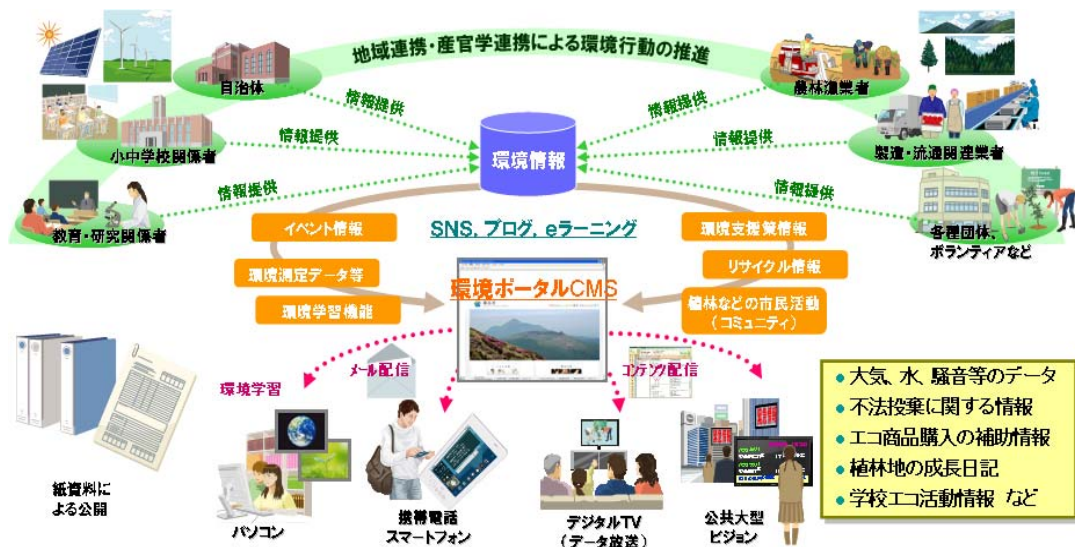 地域連携・産官学連携による環境行動の推進
自治体
農林漁業者
情報提供
情報提供
小中学校関係者
情報提供
環境情報
情報提供
製造・流通関連業者
教育・研究関係者
情報提供
情報提供
各種団体、
ボランティアなど
イベント情報
SNS，ブログ，eラーニング
環境支援策情報
環境測定データ等
リサイクル情報
環境ポータルCMS
環境学習機能
植林などの市民活動
（コミュニティ）
メール配信
コンテンツ配信
環境学習
紙資料に
よる公開
パソコン
携帯電話
スマートフォン
デジタルTV
（データ放送）
公共大型
ビジョン
● 大気、水、騒音等のデータ
● 不法投棄に関する情報
● エコ商品購入の補助情報
● 植林地の成長日記
● 学校エコ活動情報 など